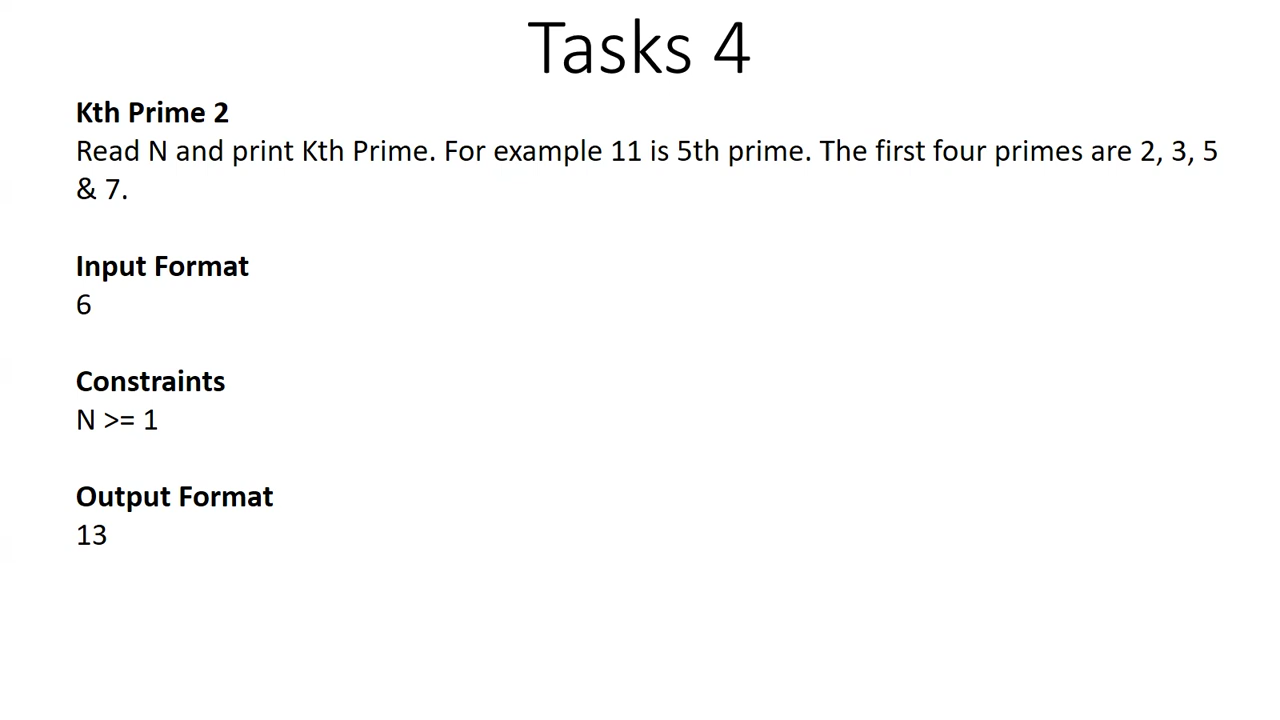 Tasks 4
Kth Prime 2
Read N and print Kth Prime. For example 11 is 5th prime. The first four primes are 2, 3, 5
& 7.
Input Format
6
Constraints
N >= 1
Output Format
13